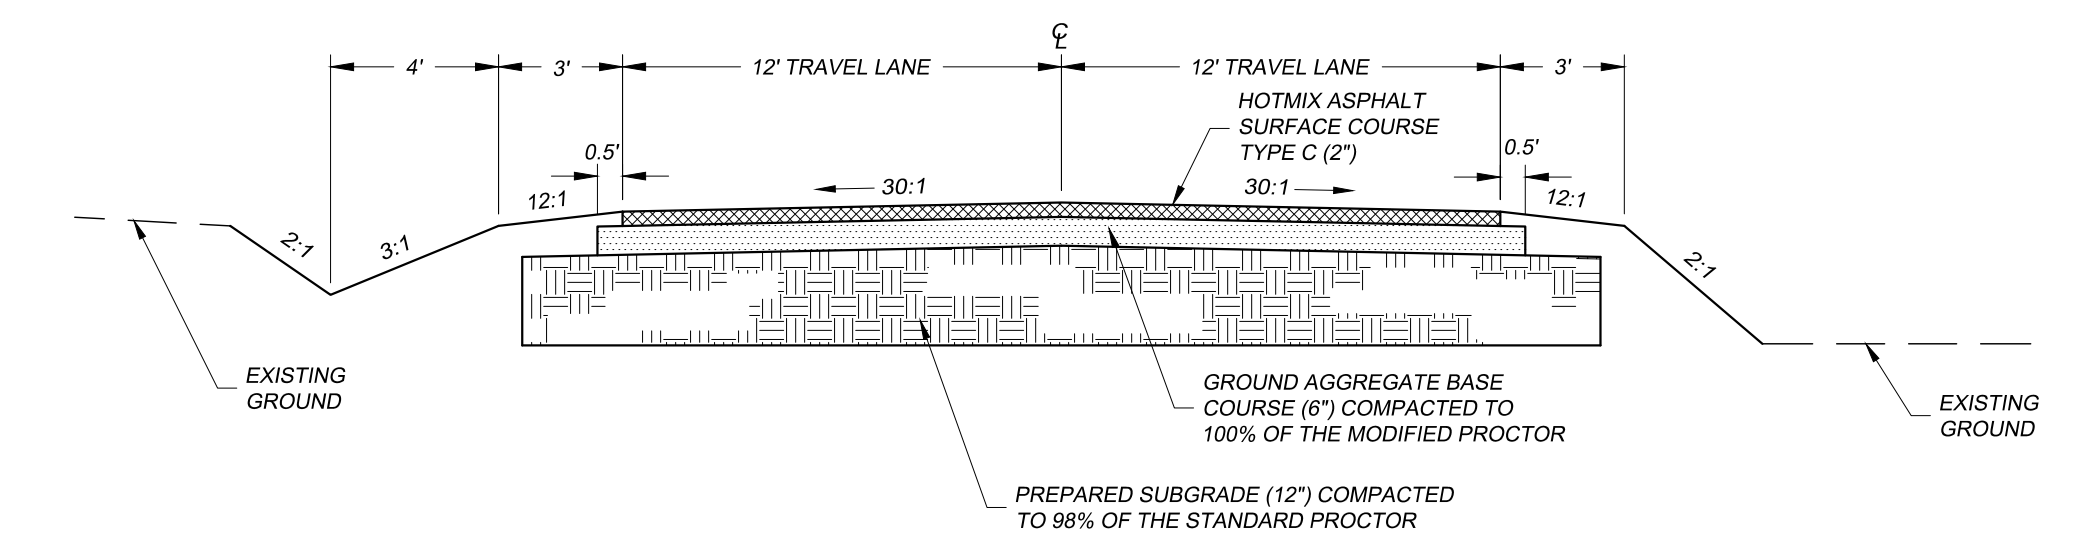 ℄
4'
3'
12' TRAVEL LANE
12' TRAVEL LANE
3'
HOTMIX ASPHALT
SURFACE COURSE
TYPE C (2")
0.5'
0.5'
12:1
30:1
30:1
12:1
2:1
3:1
2:1
EXISTING
GROUND
GROUND AGGREGATE BASE
COURSE (6") COMPACTED TO
100% OF THE MODIFIED PROCTOR
EXISTING
GROUND
PREPARED SUBGRADE (12") COMPACTED
TO 98% OF THE STANDARD PROCTOR